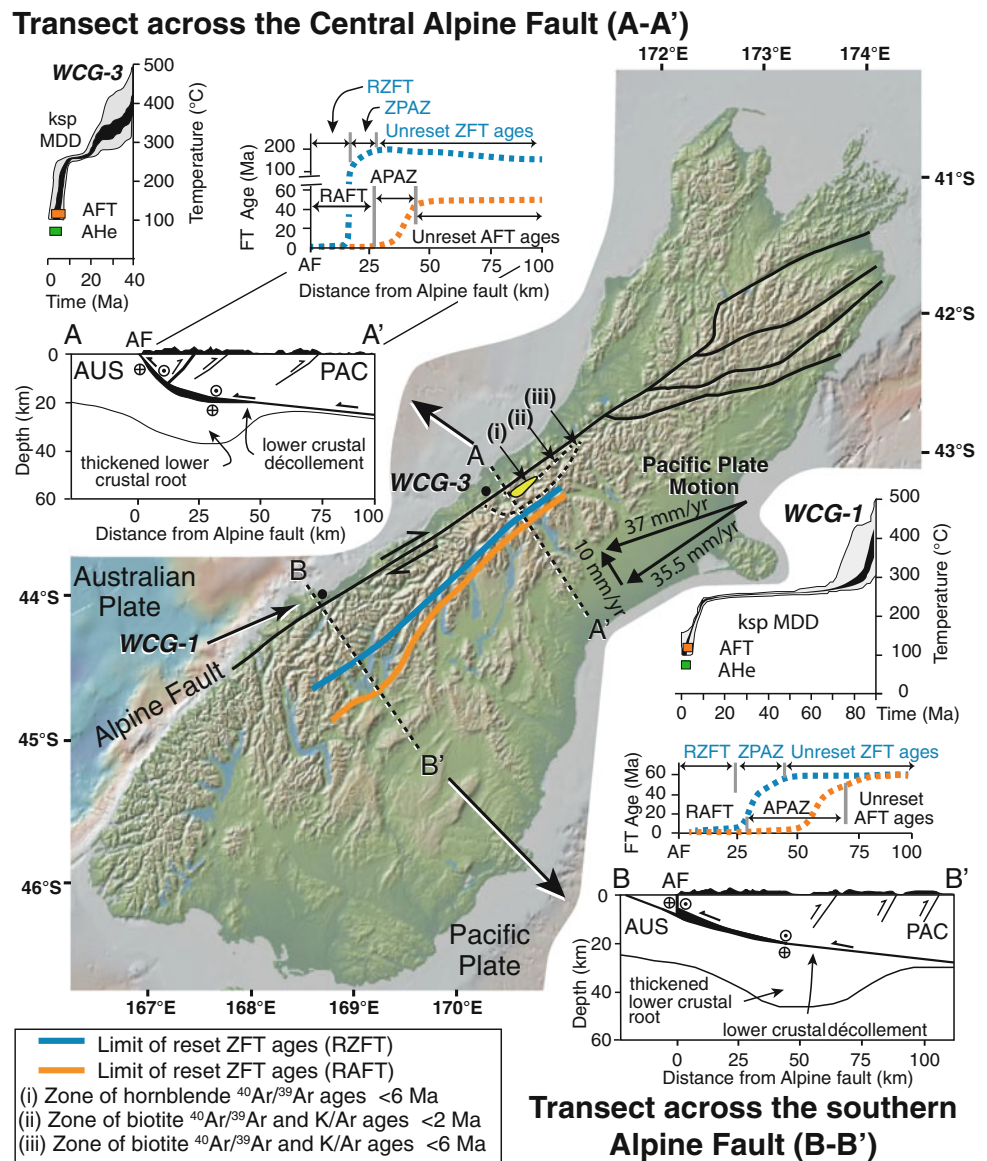 Transect across the Central Alpine Fault (A-A’)
172°E 173°E 174°E
WCG-3
ksp
MDD
AFT
AHe
500
400
300
200
100
Temperature (°C)
0 20 40
Time (Ma)
RZFT
ZPAZ
Unreset ZFT ages
200
100
60
40
20
0
FT Age (Ma)
RAFT
APAZ
Unreset AFT ages
AF 25 50 75 100
Distance from Alpine fault (km)
41°S
42°S
43°S
A AF A’
0
20
40
60
Depth (km)
AUS PAC
thickened lower
crustal root
lower crustal
décollement
0 25 50 75 100
Distance from Alpine fault (km)
(i)
(ii)
(iii)
A
WCG-3
Pacific Plate
Motion
37 mm/yr
35.5 mm/yr
10 mm/yr
A’
Australian
Plate
B
WCG-1
Alpine Fault
B’
Pacific
Plate
44°S
45°S
46°S
167°E 168°E 169°E 170°E
WCG-1
500
400
300
200
100
0
Temperature (°C)
ksp MDD
AFT
AHe
0 20 40 60 80 Time (Ma)
RZFT ZPAZ Unreset ZFT ages
60
40
20
0
FT Age (Ma)
RAFT
APAZ
Unreset
AFT ages
AF 25 50 75 100
B AF B’
0
20
40
60
Depth (km)
AUS PAC
thickened
lower crustal
root
lower crustal décollement
0 25 50 75 100
Distance from Alpine fault (km)
Limit of reset ZFT ages (RZFT)
Limit of reset ZFT ages (RAFT)
(i) Zone of hornblende ⁴⁰Ar/³⁹Ar ages <6 Ma
(ii) Zone of biotite ⁴⁰Ar/³⁹Ar and K/Ar ages <2 Ma
(iii) Zone of biotite ⁴⁰Ar/³⁹Ar and K/Ar ages <6 Ma
Transect across the southern
Alpine Fault (B-B’)